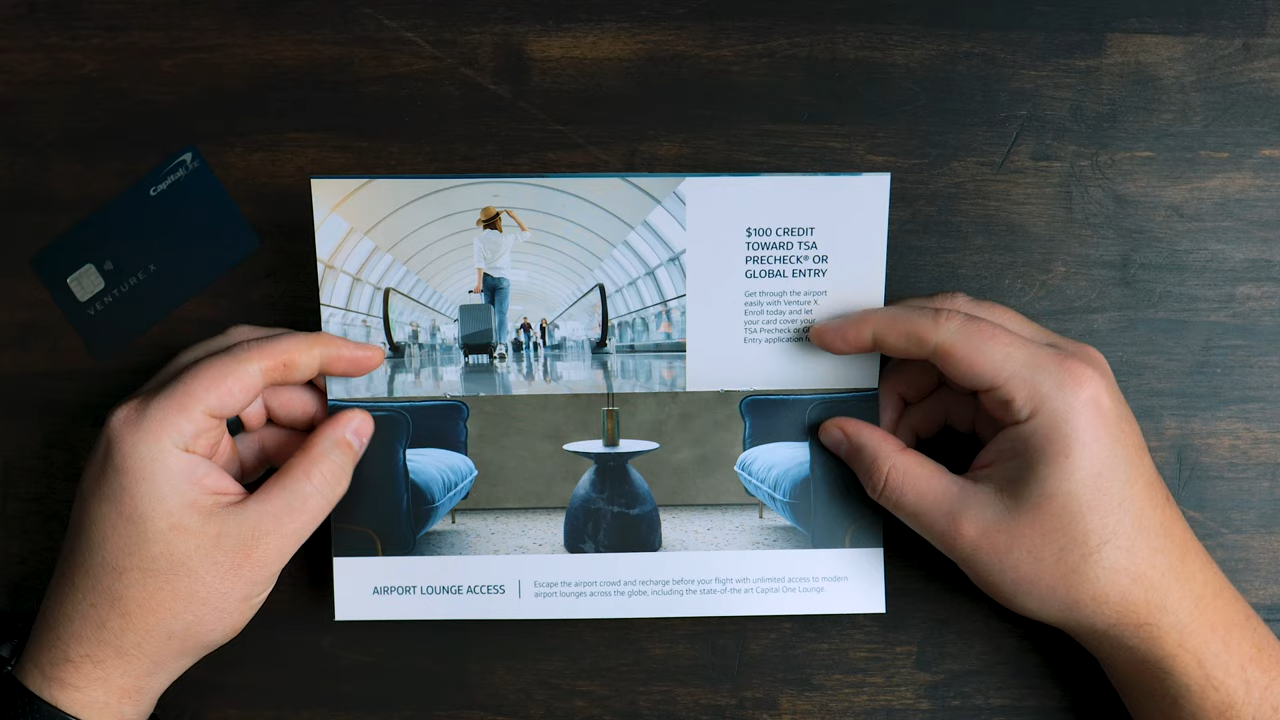 CapitalOne
VENTURE X
$100 CREDIT
TOWARD TSA
PRECHECK® OR
GLOBAL ENTRY
Get through the airport
easily with Venture X.
Enroll today and let
your card cover your
TSA Precheck or
Entry application
AIRPORT LOUNGE ACCESS
Escape the airport crowd and recharge before your flight with unlimited access to modern
airport lounges across the globe, including the state-of-the art Capital One Lounge.